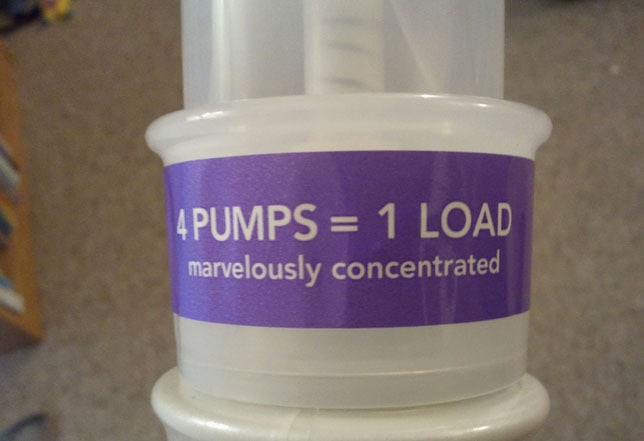 4 PUMPS = 1 LOAD
marvelously concentrated